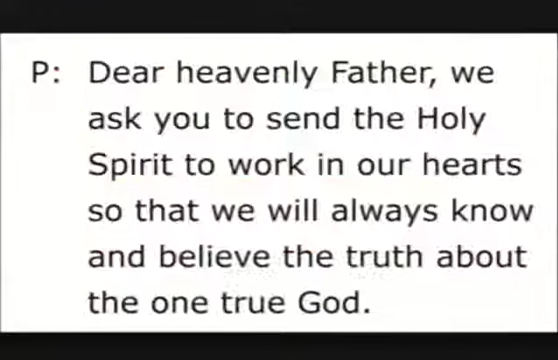 P: Dear heavenly Father, we
ask you to send the Holy
Spirit to work in our hearts
so that we will always know
and believe the truth about
the one true God.